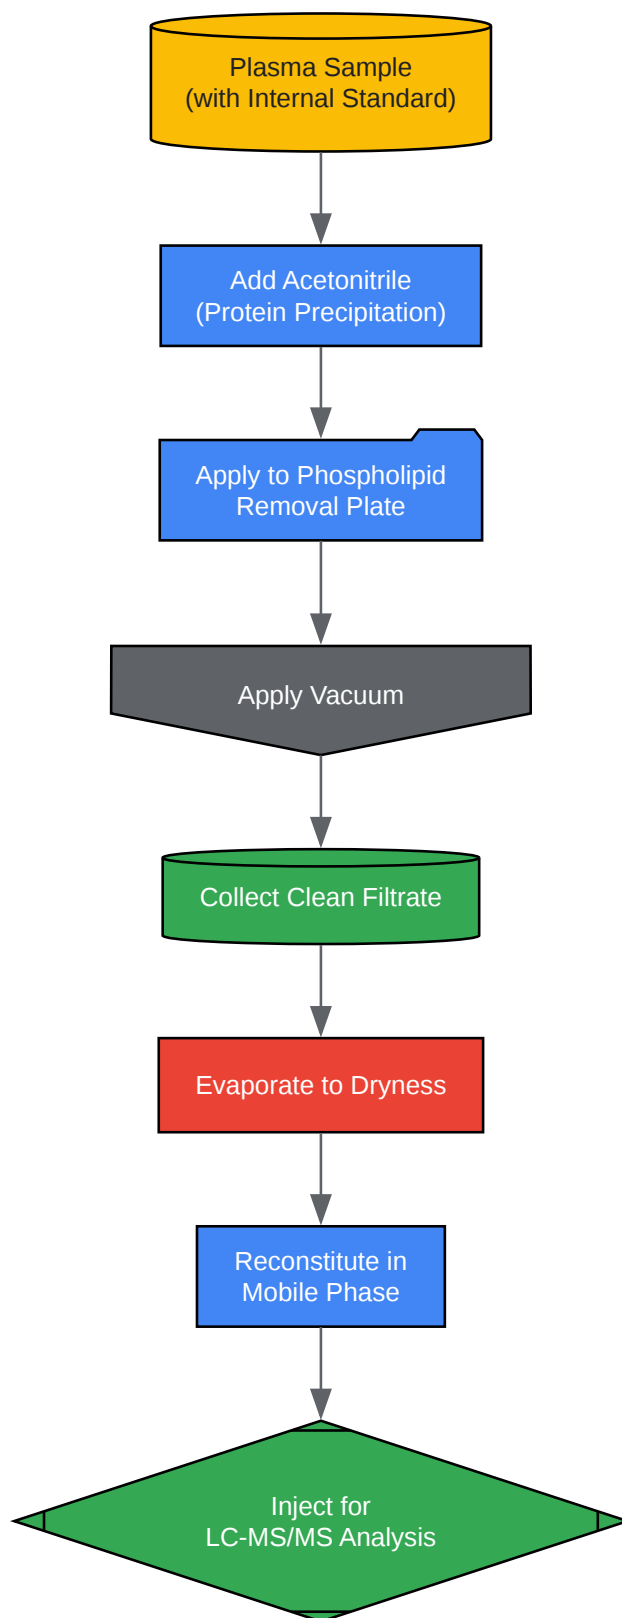 Plasma Sample
(with Internal Standard)
Add Acetonitrile
(Protein Precipitation)
Apply to Phospholipid
Removal Plate
Apply Vacuum
Collect Clean Filtrate
Evaporate to Dryness
Reconstitute in
Mobile Phase
Inject for
LC-MS/MS Analysis